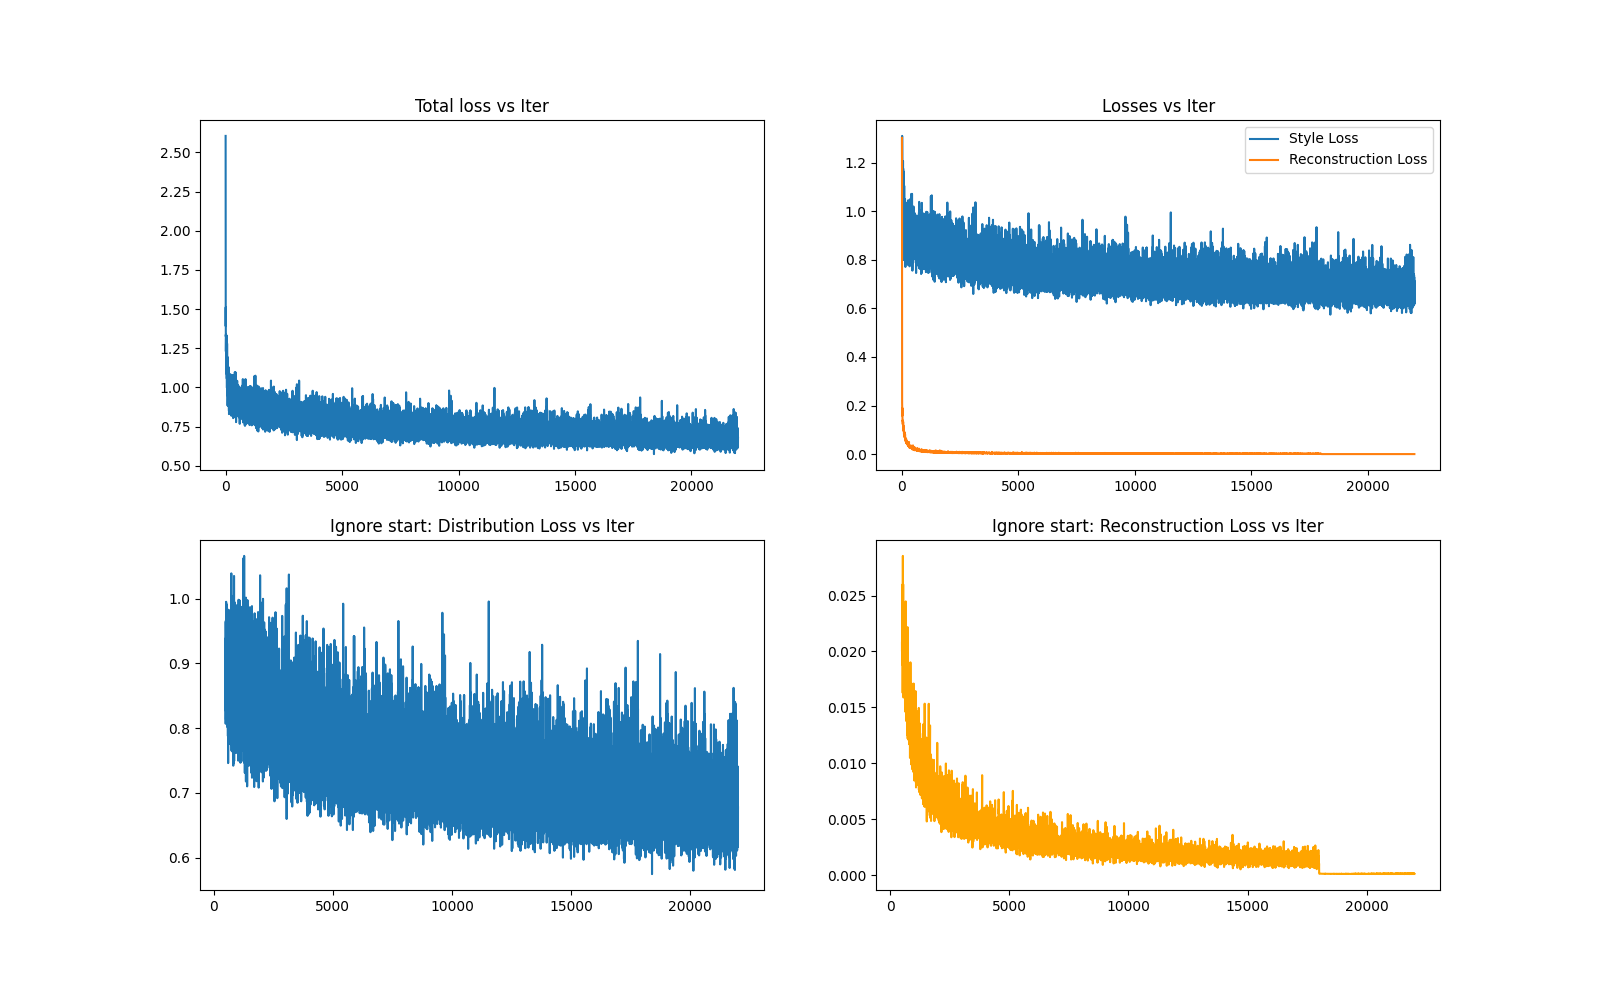 Total loss vs Iter
2.50
2.25
2.00
1.75
1.50
1.25
1.00
0.75
0.50
0 5000 10000 15000 20000
Losses vs Iter
Style Loss
Reconstruction Loss
1.2
1.0
0.8
0.6
0.4
0.2
0.0
0 5000 10000 15000 20000
Ignore start: Distribution Loss vs Iter
1.0
0.9
0.8
0.7
0.6
0 5000 10000 15000 20000
Ignore start: Reconstruction Loss vs Iter
0.025
0.020
0.015
0.010
0.005
0.000
0 5000 10000 15000 20000